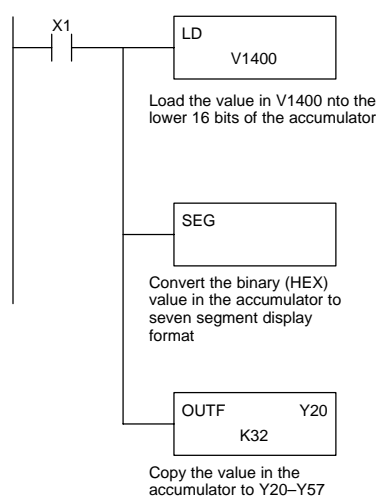 X1
LD
V1400
Load the value in V1400 nto the
lower 16 bits of the accumulator
SEG
Convert the binary (HEX)
value in the accumulator to
seven segment display
format
OUTF Y20
K32
Copy the value in the
accumulator to Y20–Y57